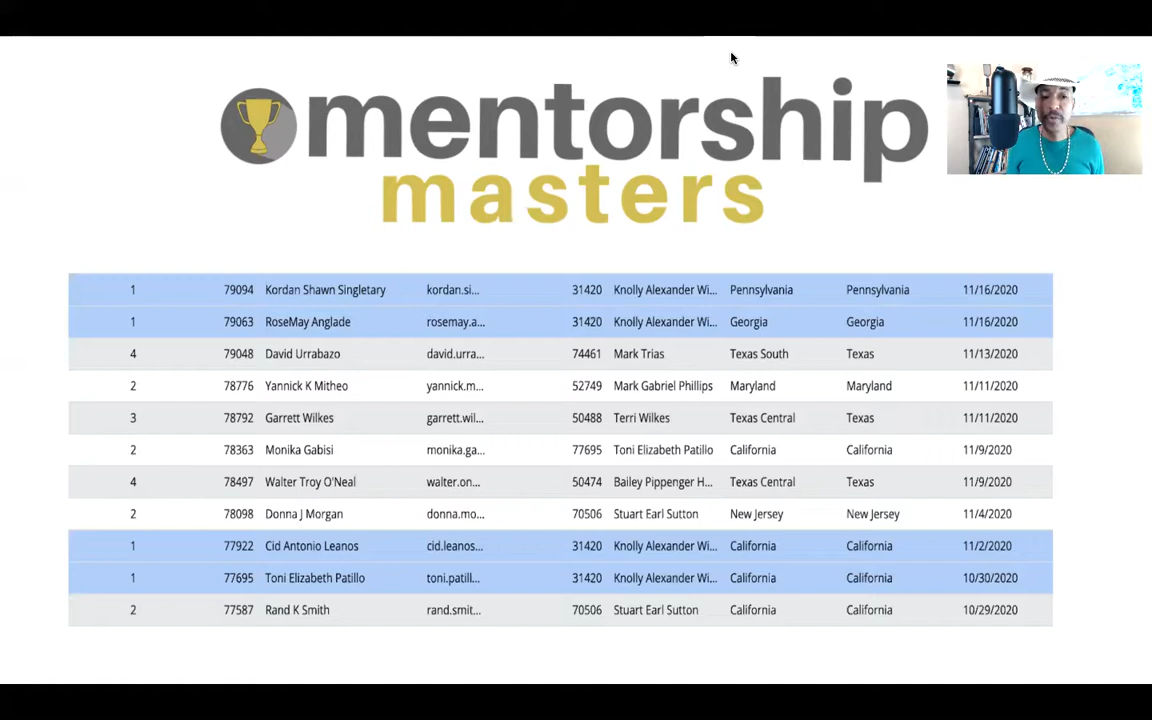 mentorship
masters
1 79094 Kordan Shawn Singletary kordan.si... 31420 Knolly Alexander Wi... Pennsylvania Pennsylvania 11/16/2020
1 79063 RoseMay Anglade rosemay.a... 31420 Knolly Alexander Wi... Georgia Georgia 11/16/2020
4 79048 David Urrabazo david.urra... 74461 Mark Trias Texas South Texas 11/13/2020
2 78776 Yannick K Mitheo yannick.m... 52749 Mark Gabriel Phillips Maryland Maryland 11/11/2020
3 78792 Garrett Wilkes garrett.wil... 50488 Terri Wilkes Texas Central Texas 11/11/2020
2 78363 Monika Gabisi monika.ga... 77695 Toni Elizabeth Patillo California California 11/9/2020
4 78497 Walter Troy O'Neal walter.on... 50474 Bailey Pippenger H... Texas Central Texas 11/9/2020
2 78098 Donna J Morgan donna.mo... 70506 Stuart Earl Sutton New Jersey New Jersey 11/4/2020
1 77922 Cid Antonio Leanos cid.leanos... 31420 Knolly Alexander Wi... California California 11/2/2020
1 77695 Toni Elizabeth Patillo toni.patill... 31420 Knolly Alexander Wi... California California 10/30/2020
2 77587 Rand K Smith rand.smit... 70506 Stuart Earl Sutton California California 10/29/2020